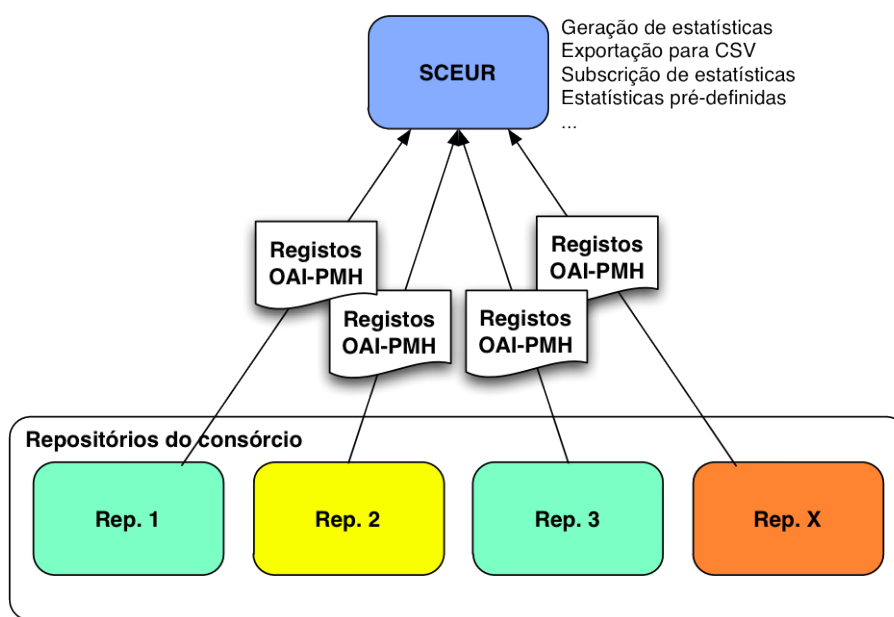 SCEUR
Geração de estatísticas
Exportação para CSV
Subscrição de estatísticas
Estatísticas pré-definidas
...
Registos
OAI-PMH
Registos
OAI-PMH
Registos
OAI-PMH
Registos
OAI-PMH
Repositórios do consórcio
Rep. 1
Rep. 2
Rep. 3
Rep. X